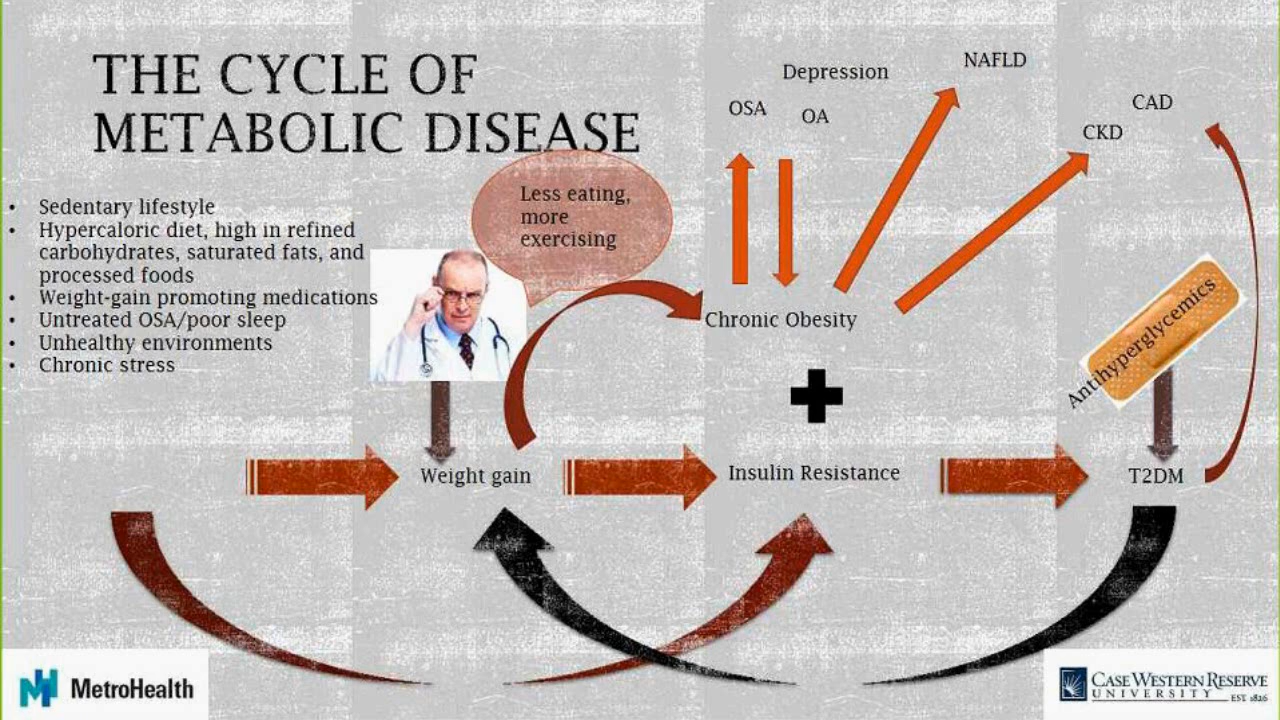 THE CYCLE OF
METABOLIC DISEASE
• Sedentary lifestyle
• Hypercaloric diet, high in refined
carbohydrates, saturated fats, and
processed foods
• Weight-gain promoting medications
• Untreated OSA/poor sleep
• Unhealthy environments
• Chronic stress
Less eating,
more
exercising
Depression
NAFLD
OSA
OA
CAD
CKD
Chronic Obesity
Antihyperglycemics
Weight gain
Insulin Resistance
T2DM
MetroHealth
CASE WESTERN RESERVE
UNIVERSITY
EST. 1826